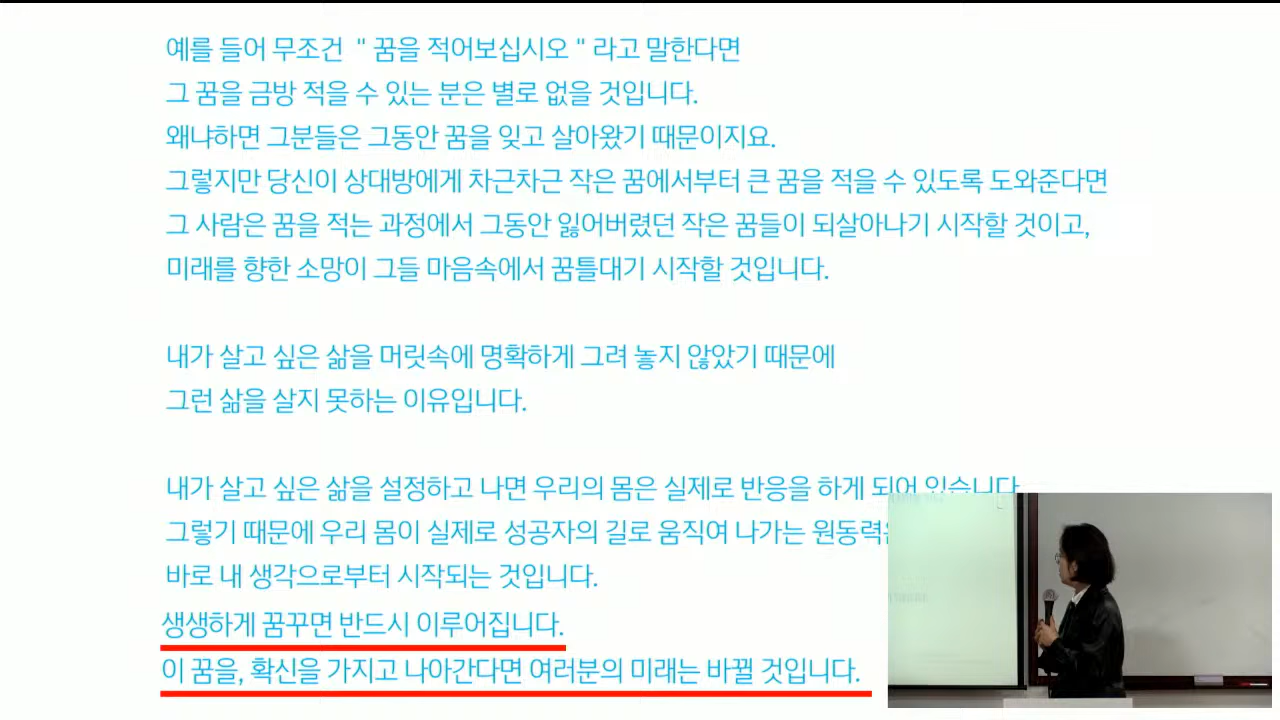 예를 들어 무조건 " 꿈을 적어보십시오 " 라고 말한다면
그 꿈을 금방 적을 수 있는 분은 별로 없을 것입니다.
왜냐하면 그분들은 그동안 꿈을 잊고 살아왔기 때문이지요.
그렇지만 당신이 상대방에게 차근차근 작은 꿈에서부터 큰 꿈을 적을 수 있도록 도와준다면
그 사람은 꿈을 적는 과정에서 그동안 잃어버렸던 작은 꿈들이 되살아나기 시작할 것이고,
미래를 향한 소망이 그들 마음속에서 꿈틀대기 시작할 것입니다.
내가 살고 싶은 삶을 머릿속에 명확하게 그려 놓지 않았기 때문에
그런 삶을 살지 못하는 이유입니다.
내가 살고 싶은 삶을 설정하고 나면 우리의 몸은 실제로 반응을 하게 되어 있습니다
그렇기 때문에 우리 몸이 실제로 성공자의 길로 움직여 나가는 원동력은
바로 내 생각으로부터 시작되는 것입니다.
생생하게 꿈꾸면 반드시 이루어집니다.
이 꿈을, 확신을 가지고 나아간다면 여러분의 미래는 바뀔 것입니다.